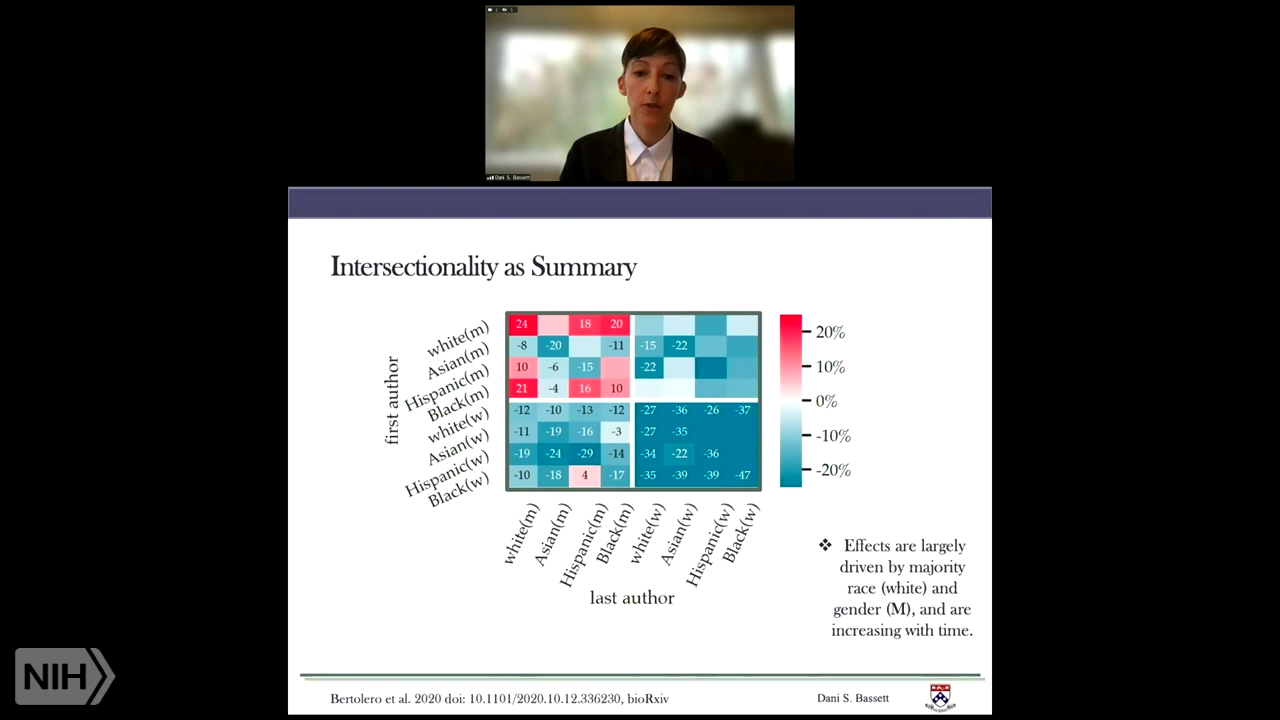 Dani S. Bassett
Intersectionality as Summary
first author
white(m)
Asian(m)
Hispanic(m)
Black(m)
white(w)
Asian(w)
Hispanic(w)
Black(w)
24 18 20
-8 -20 -11 -15 -22
10 -6 -15 -22
21 -4 16 10
-12 -10 -13 -12 -27 -36 -26 -37
-11 -19 -16 -3 -27 -35
-19 -24 -29 -14 -34 -22 -36
-10 -18 4 -17 -35 -39 -39 -47
white(m) Asian(m) Hispanic(m) Black(m) white(w) Asian(w) Hispanic(w) Black(w)
last author
20%
10%
0%
-10%
-20%
❖ Effects are largely
driven by majority
race (white) and
gender (M), and are
increasing with time.
NIH
Bertolero et al. 2020 doi: 10.1101/2020.10.12.336230, bioRxiv
Dani S. Bassett